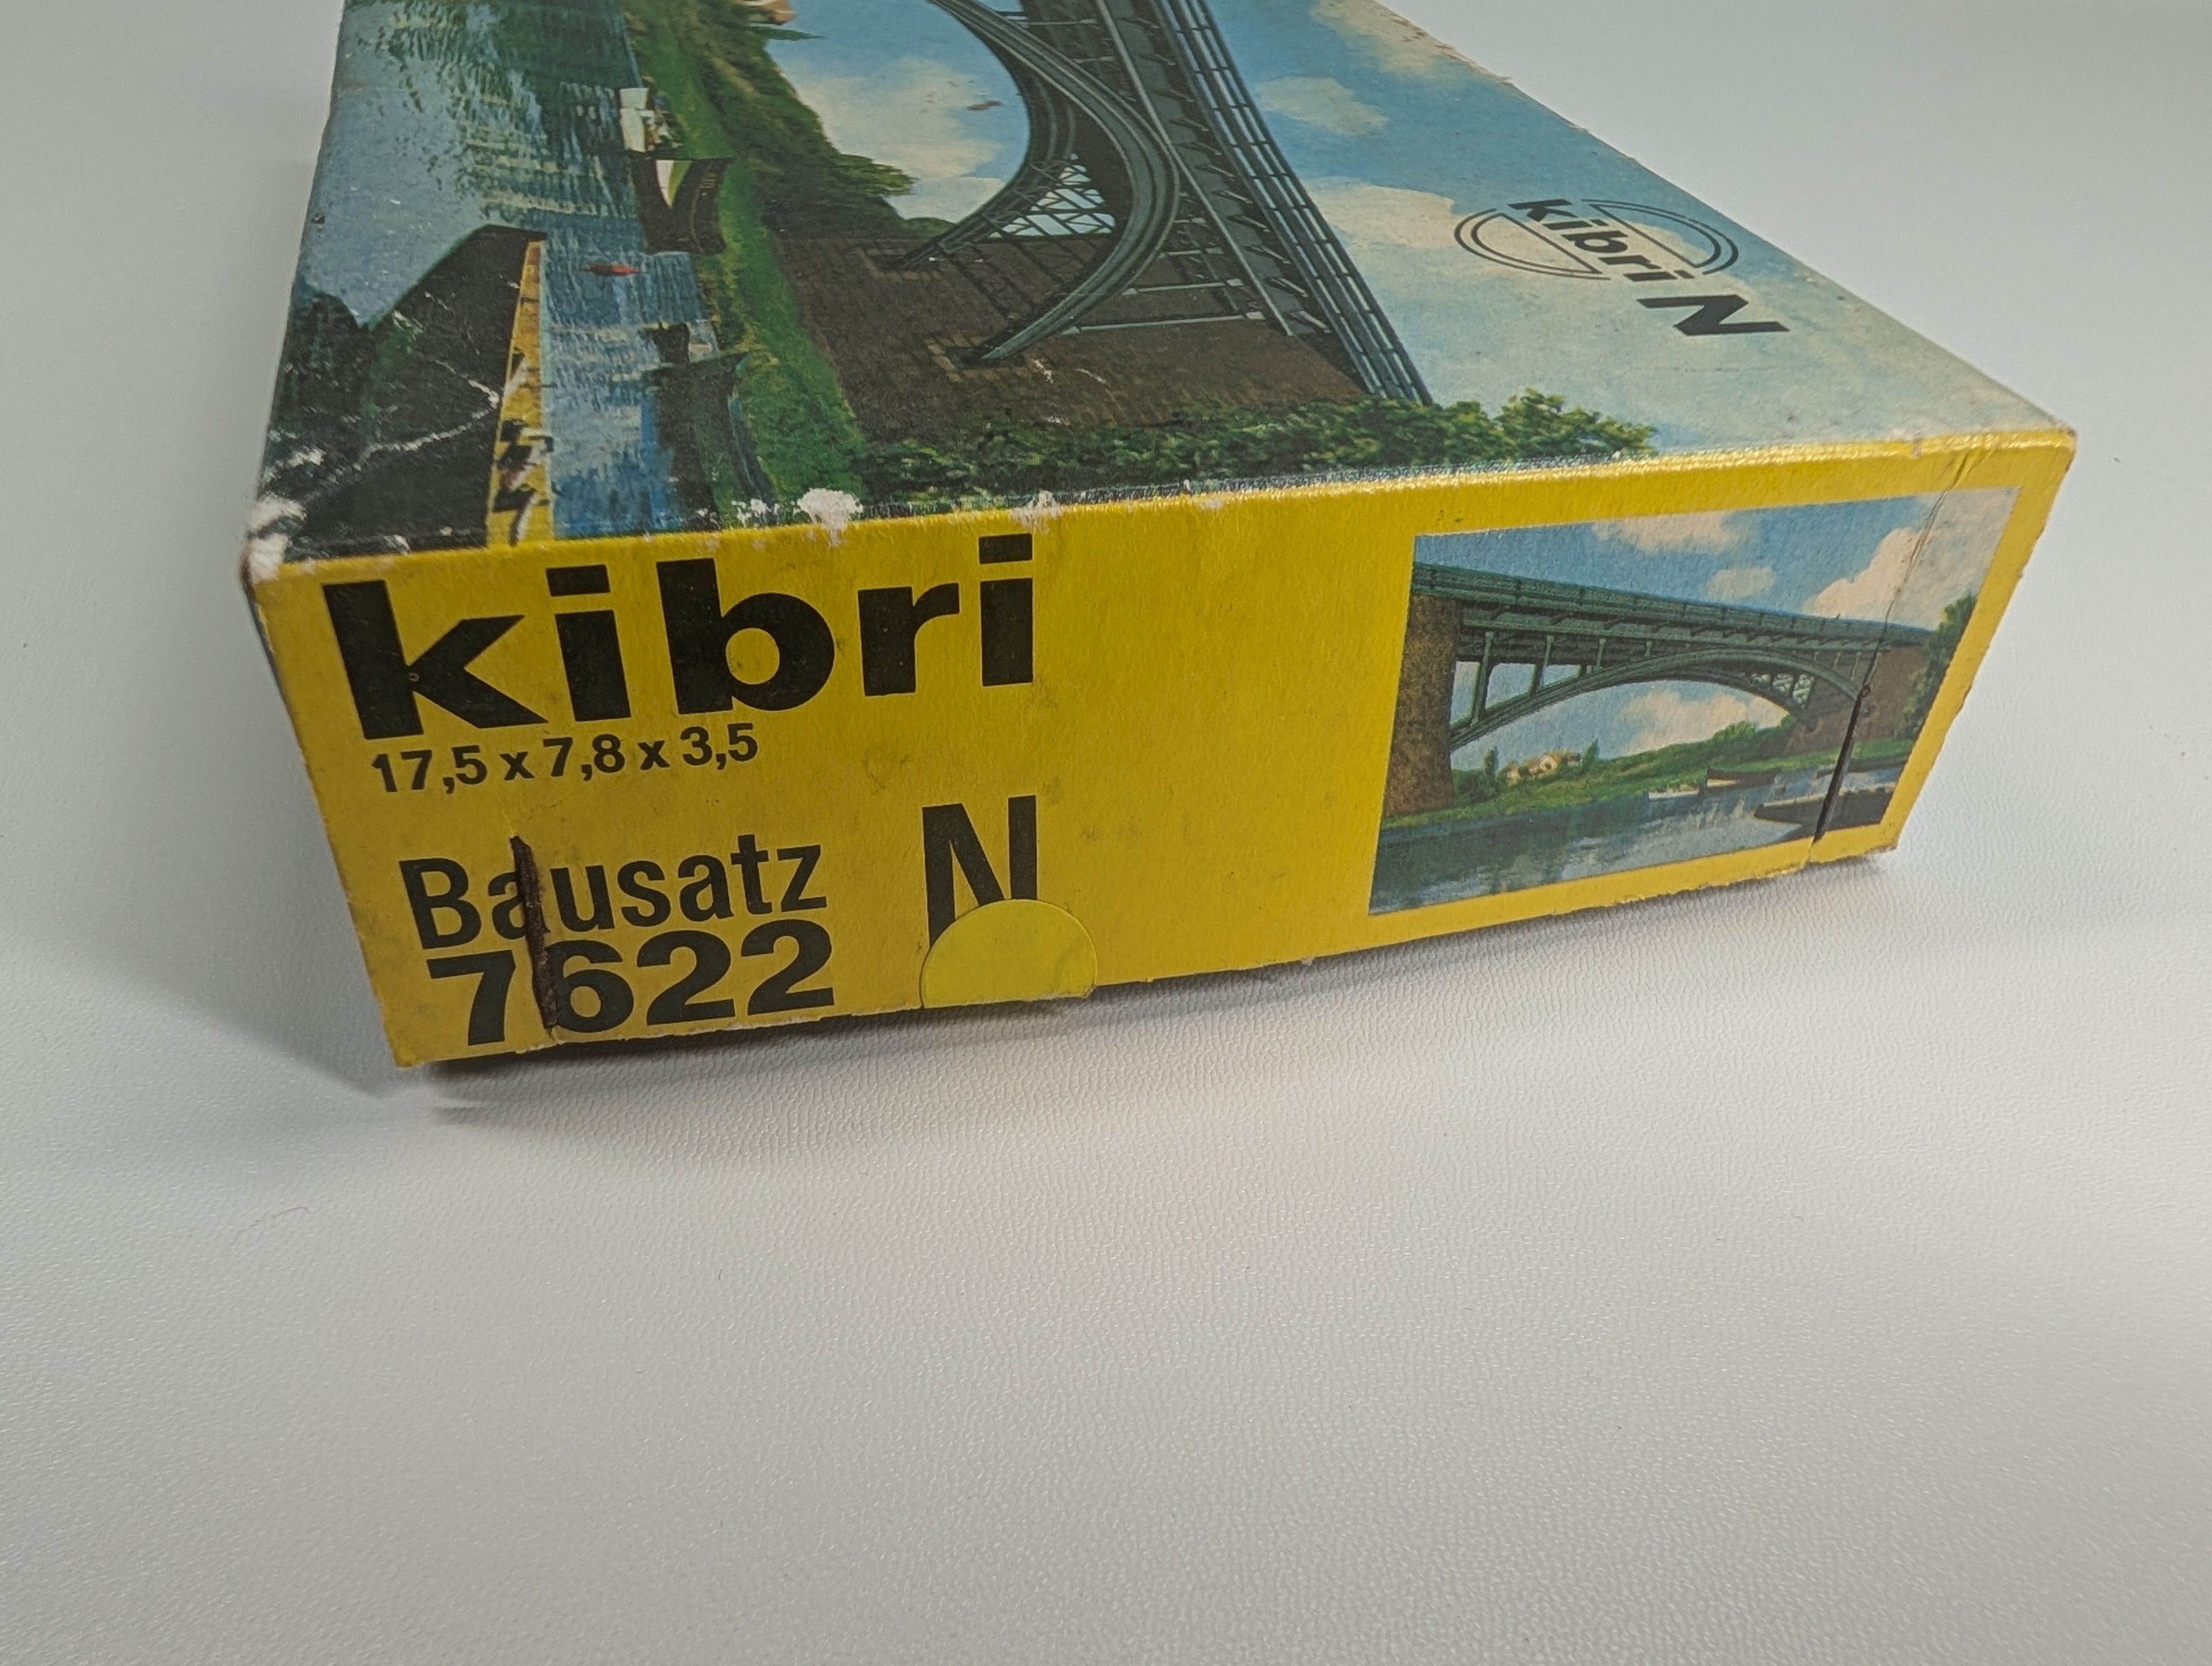 kibri N
kibri
17,5 x 7,8 x 3,5
Bausatz N
7622